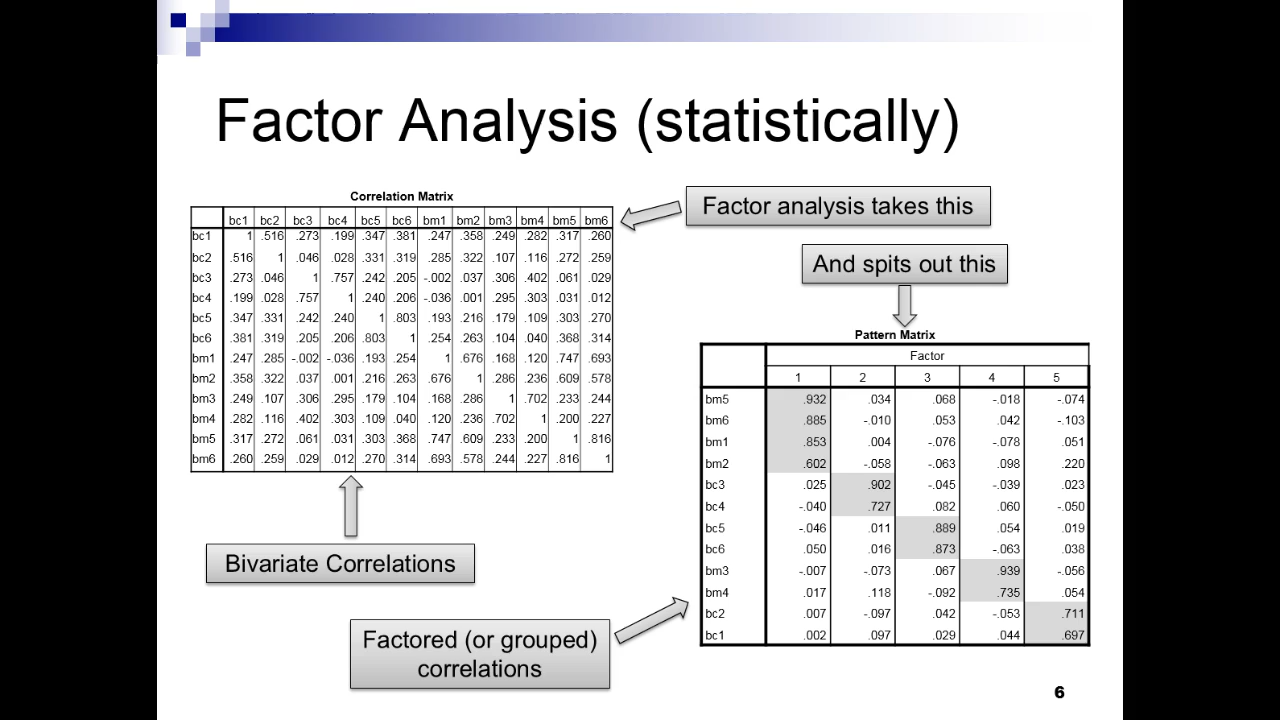 Factor Analysis (statistically)
Correlation Matrix
bc1 bc2 bc3 bc4 bc5 bc6 bm1 bm2 bm3 bm4 bm5 bm6
bc1 1 .516 .273 .199 .347 .381 .247 .358 .249 .282 .317 .260
bc2 .516 1 .046 .028 .331 .319 .285 .322 .107 .116 .272 .259
bc3 .273 .046 1 .757 .242 .205 -.002 .037 .306 .402 .061 .029
bc4 .199 .028 .757 1 .240 .206 -.036 .001 .295 .303 .031 .012
bc5 .347 .331 .242 .240 1 .803 .193 .216 .179 .109 .303 .270
bc6 .381 .319 .205 .206 .803 1 .254 .263 .104 .040 .368 .314
bm1 .247 .285 -.002 -.036 .193 .254 1 .676 .168 .120 .747 .693
bm2 .358 .322 .037 .001 .216 .263 .676 1 .286 .236 .609 .578
bm3 .249 .107 .306 .295 .179 .104 .168 .286 1 .702 .233 .244
bm4 .282 .116 .402 .303 .109 .040 .120 .236 .702 1 .200 .227
bm5 .317 .272 .061 .031 .303 .368 .747 .609 .233 .200 1 .816
bm6 .260 .259 .029 .012 .270 .314 .693 .578 .244 .227 .816 1
Factor analysis takes this
And spits out this
Pattern Matrix
Factor
1 2 3 4 5
bm5 .932 .034 .068 -.018 -.074
bm6 .885 -.010 .053 .042 -.103
bm1 .853 .004 -.076 -.078 .051
bm2 .602 -.058 -.063 .098 .220
bc3 .025 .902 -.045 -.039 .023
bc4 -.040 .727 .082 .060 -.050
bc5 -.046 .011 .889 .054 .019
bc6 .050 .016 .873 -.063 .038
bm3 -.007 -.073 .067 .939 -.056
bm4 .017 .118 -.092 .735 .054
bc2 .007 -.097 .042 -.053 .711
bc1 .002 .097 .029 .044 .697
Bivariate Correlations
Factored (or grouped)
correlations
6